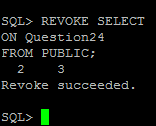 SQL> REVOKE SELECT
ON Question24
FROM PUBLIC;
2 3
Revoke succeeded.
SQL>